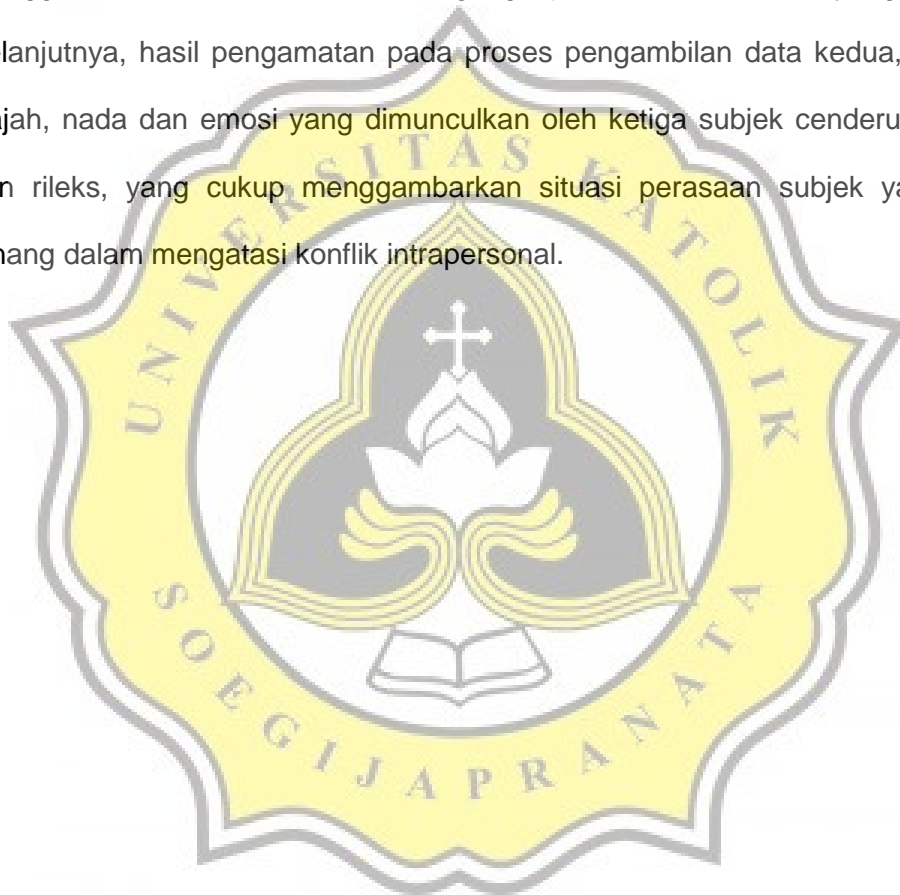 elanjutnya, hasil pengamatan pada proses pengambilan data kedua,
ajah, nada dan emosi yang dimunculkan oleh ketiga subjek cenderu
n rileks, yang cukup menggambarkan situasi perasaan subjek ya
nang dalam mengatasi konflik intrapersonal.
UNIVERSITAS KATOLIK
SOEGIJAPRANATA